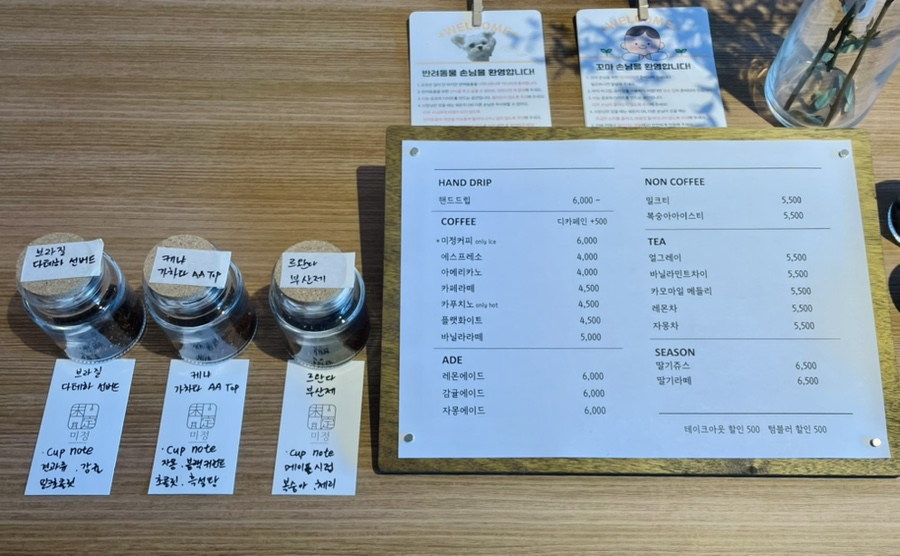 WELCOME
반려동물 손님을 환영합니다!
WELCOME
꼬마 손님을 환영합니다!
HAND DRIP
핸드드립 6,000 ~
COFFEE 디카페인 +500
미정커피 only ice 6,000
에스프레소 4,000
아메리카노 4,000
카페라떼 4,500
카푸치노 only hot 4,500
플랫화이트 4,500
바닐라라떼 5,000
ADE
레몬에이드 6,000
감귤에이드 6,000
자몽에이드 6,000
NON COFFEE
밀크티 5,500
복숭아아이스티 5,500
TEA
얼그레이 5,500
바닐라민트차이 5,500
카모마일 메들리 5,500
레몬차 5,500
자몽차 5,500
SEASON
딸기쥬스 6,500
딸기라떼 6,500
테이크아웃 할인 500 텀블러 할인 500
브라질
다테하 선버드
케냐
가차타 AA Top
르완다
부산제
브라질
다테하 선버드
미정
·Cup note
견과류 . 감귤
밀크초콜릿
케냐
가차타 AA Top
미정
·Cup note
자몽 · 블랙커런트
초콜릿 . 흑설탕
르완다
부산제
미정
·Cup note
메이플시럽
복숭아 . 체리